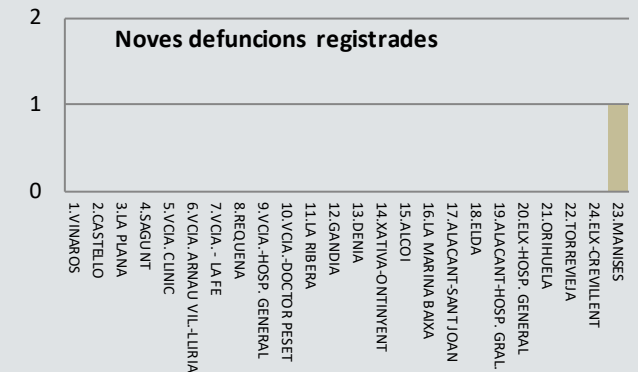 Noves defuncions registrades
2
1
0
1.VINAROS
2.CASTELLO
3.LA PLANA
4.SAGUNT
5.VCIA. CLINIC
6.VCIA. ARNAU VIL.-LLIRIA
7.VCIA. - LA FE
8.REQUENA
9.VCIA.-HOSP. GENERAL
10.VCIA.-DOCTOR PESET
11.LA RIBERA
12.GANDIA
13.DENIA
14.XATIVA-ONTINYENT
15.ALCOI
16.LA MARINA BAIXA
17.ALACANT-SANT JOAN
18.ELDA
19.ALACANT-HOSP. GRAL.
20.ELX-HOSP. GENERAL
21.ORIHUELA
22.TORREVIEJA
24.ELX-CREVILLENT
23.MANISES